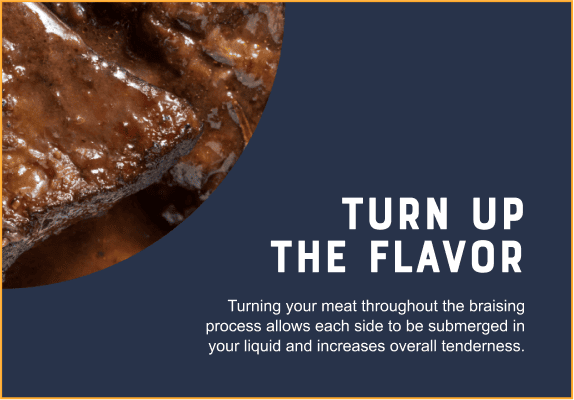 TURN UP
THE FLAVOR
Turning your meat throughout the braising
process allows each side to be submerged in
your liquid and increases overall tenderness.